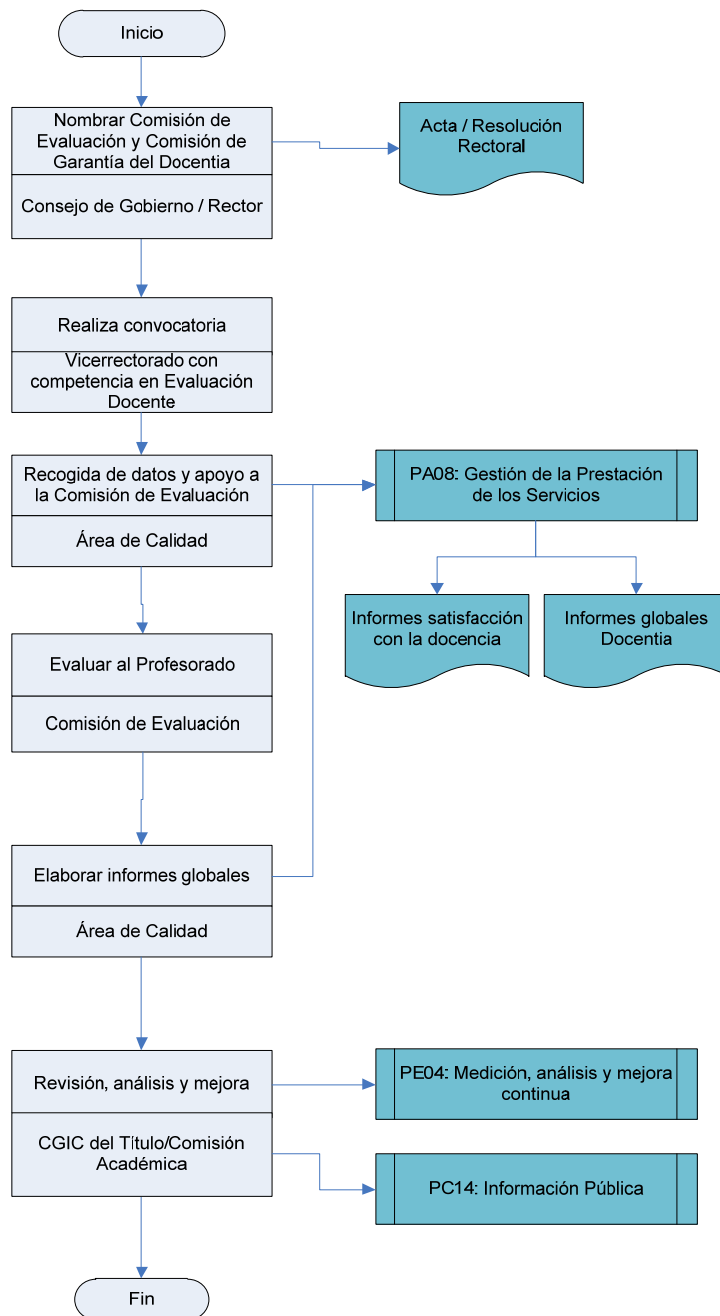 Inicio
Nombrar Comisión de
Evaluación y Comisión de
Garantía del Docentia
Consejo de Gobierno / Rector
Acta / Resolución
Rectoral
Realiza convocatoria
Vicerrectorado con
competencia en Evaluación
Docente
Recogida de datos y apoyo a
la Comisión de Evaluación
Área de Calidad
PA08: Gestión de la Prestación
de los Servicios
Informes satisfacción
con la docencia
Informes globales
Docentia
Evaluar al Profesorado
Comisión de Evaluación
Elaborar informes globales
Área de Calidad
Revisión, análisis y mejora
CGIC del Título/Comisión
Académica
PE04: Medición, análisis y mejora
continua
PC14: Información Pública
Fin